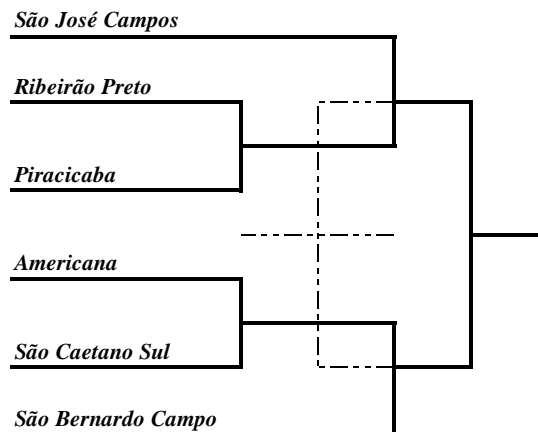 São José Campos
Ribeirão Preto
Piracicaba
Americana
São Caetano Sul
São Bernardo Campo